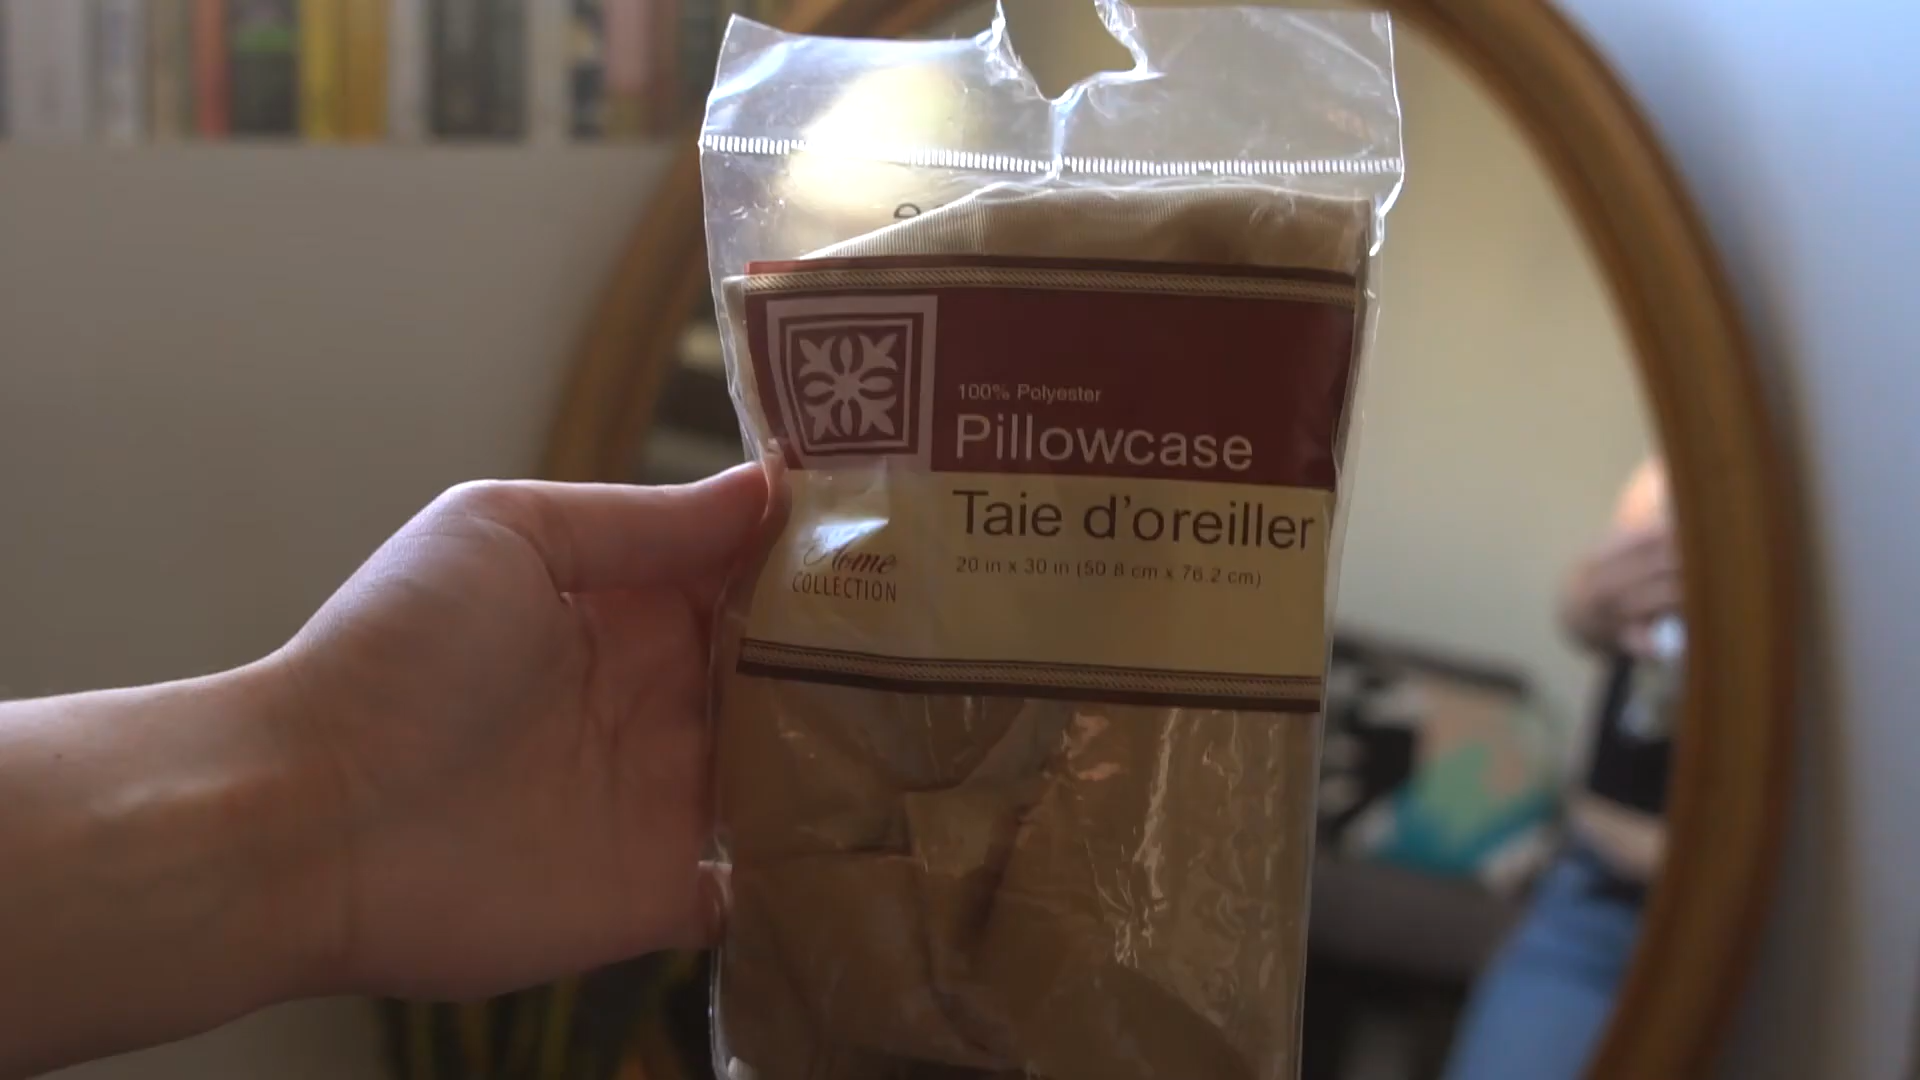 100% Polyester
Pillowcase
Taie d'oreiller
20 in x 30 in (50.8 cm x 76.2 cm)
Home
COLLECTION